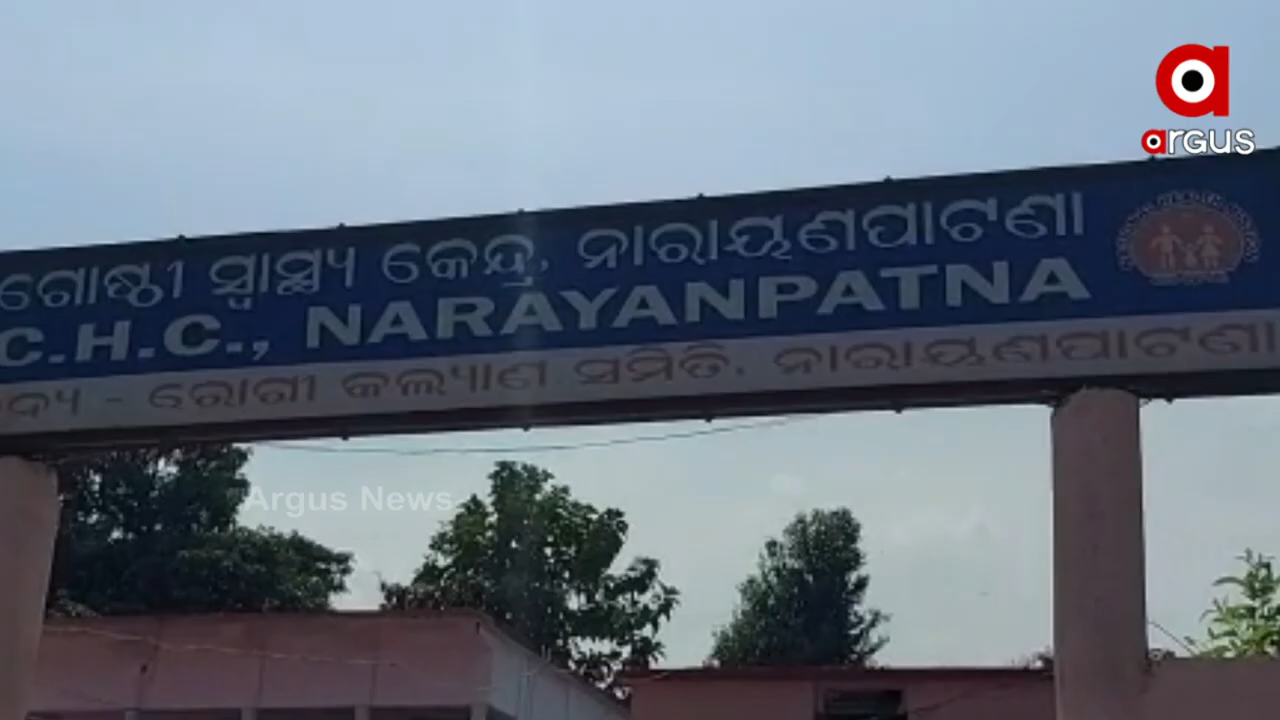 argus
ଗୋଷ୍ଠୀ ସ୍ୱାସ୍ଥ୍ୟ କେନ୍ଦ୍ର, ନାରାୟଣପାଟଣା
C.H.C., NARAYANPATNA
- ରୋଗୀ କଲ୍ୟାଣ ସମିତି, ନାରାୟଣପାଟଣା
Argus News